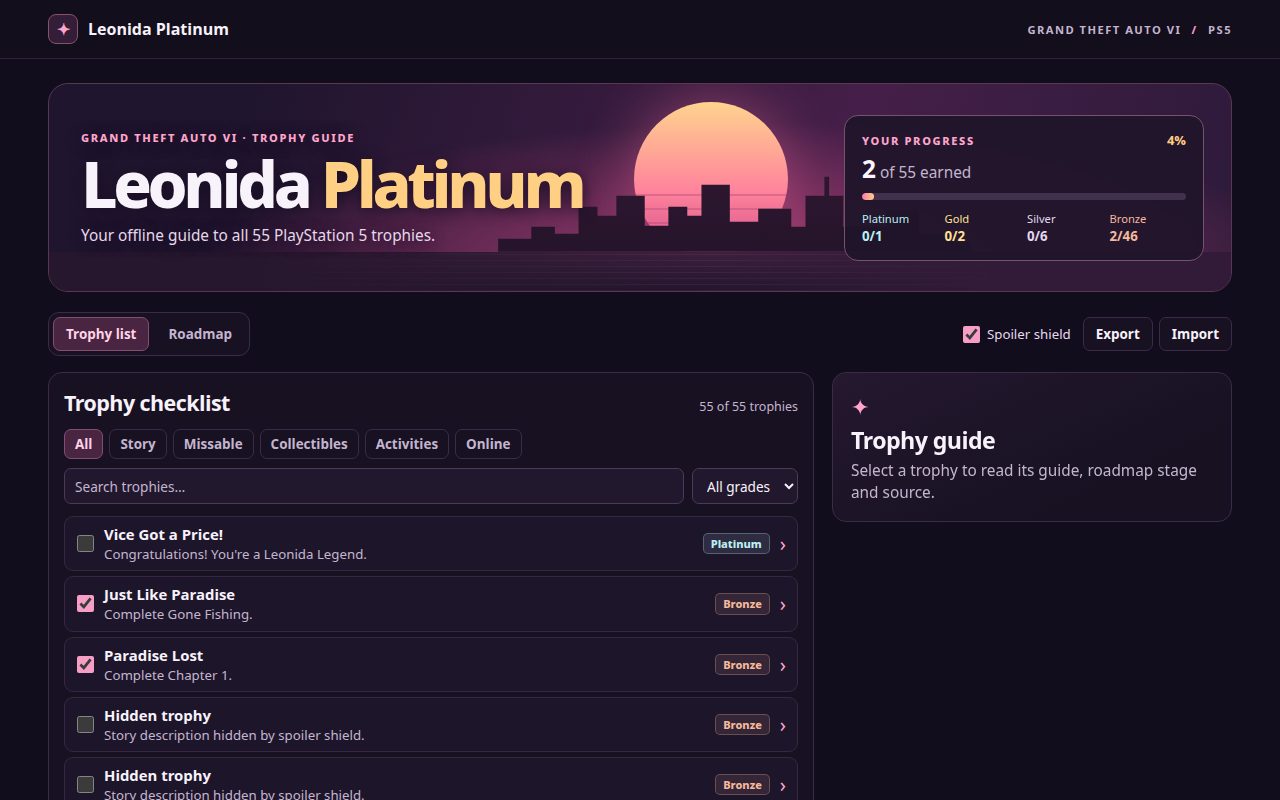 Leonida Platinum
GRAND THEFT AUTO VI / PS5
GRAND THEFT AUTO VI · TROPHY GUIDE
Leonida Platinum
Your offline guide to all 55 PlayStation 5 trophies.
YOUR PROGRESS 4%
2 of 55 earned
Platinum Gold Silver Bronze
0/1 0/2 0/6 2/46
Trophy list Roadmap
Spoiler shield Export Import
Trophy checklist
55 of 55 trophies
All Story Missable Collectibles Activities Online
Search trophies... All grades
Vice Got a Price!
Congratulations! You're a Leonida Legend.
Platinum
Just Like Paradise
Complete Gone Fishing.
Bronze
Paradise Lost
Complete Chapter 1.
Bronze
Hidden trophy
Story description hidden by spoiler shield.
Bronze
Hidden trophy
Story description hidden by spoiler shield.
Bronze
Trophy guide
Select a trophy to read its guide, roadmap stage
and source.